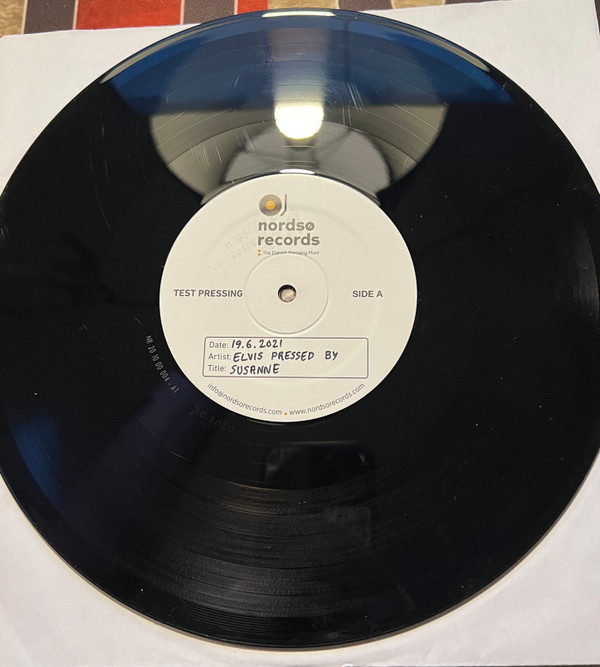 nordsø
records
The Danish Pressing Plant
TEST PRESSING
SIDE A
Date: 19.6.2021
Artist: ELVIS PRESSED BY
Title: SUSANNE
info@nordsorecords.com • www.nordsorecords.com